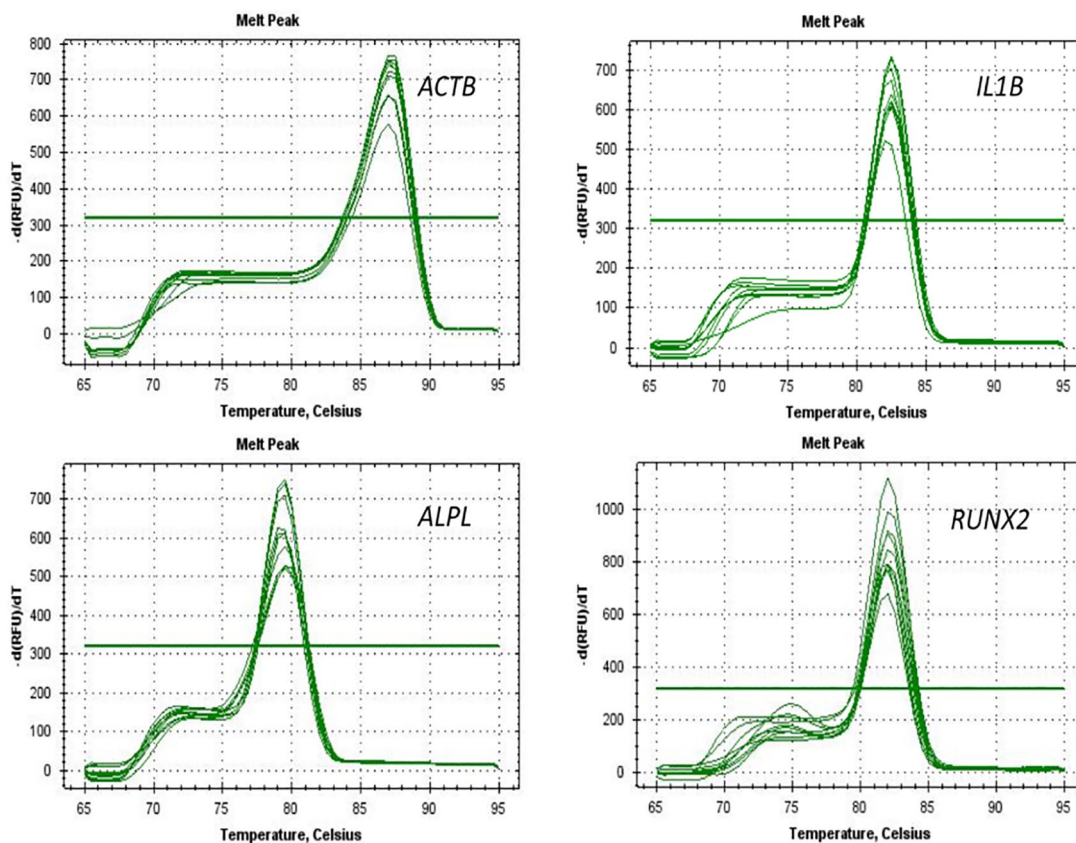 Melt Peak
800
700
600
500
400
300
200
100
0
-d(RFU)/dT
ACTB
65 70 75 80 85 90 95
Temperature, Celsius
Melt Peak
700
600
500
400
300
200
100
0
-d(RFU)/dT
IL1B
65 70 75 80 85 90 95
Temperature, Celsius
Melt Peak
700
600
500
400
300
200
100
0
-d(RFU)/dT
ALPL
65 70 75 80 85 90 95
Temperature, Celsius
Melt Peak
1000
800
600
400
200
0
-d(RFU)/dT
RUNX2
65 70 75 80 85 90 95
Temperature, Celsius